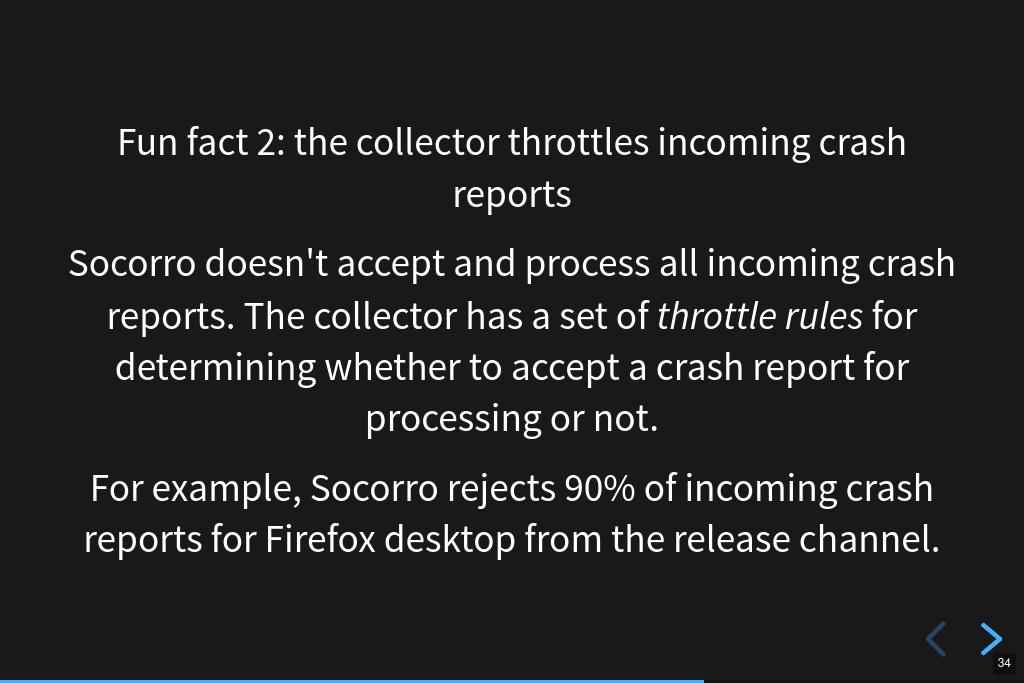 Fun fact 2: the collector throttles incoming crash
reports
Socorro doesn't accept and process all incoming crash
reports. The collector has a set of throttle rules for
determining whether to accept a crash report for
processing or not.
For example, Socorro rejects 90% of incoming crash
reports for Firefox desktop from the release channel.
34